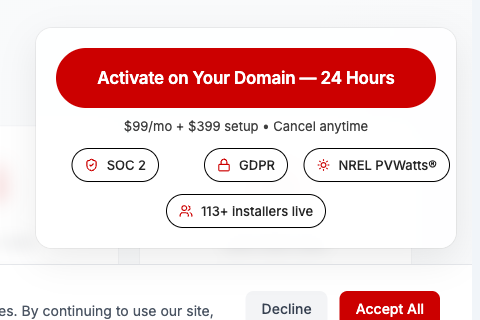 Activate on Your Domain — 24 Hours
$99/mo + $399 setup • Cancel anytime
SOC 2 GDPR NREL PVWatts®
113+ installers live
es. By continuing to use our site,
Decline Accept All